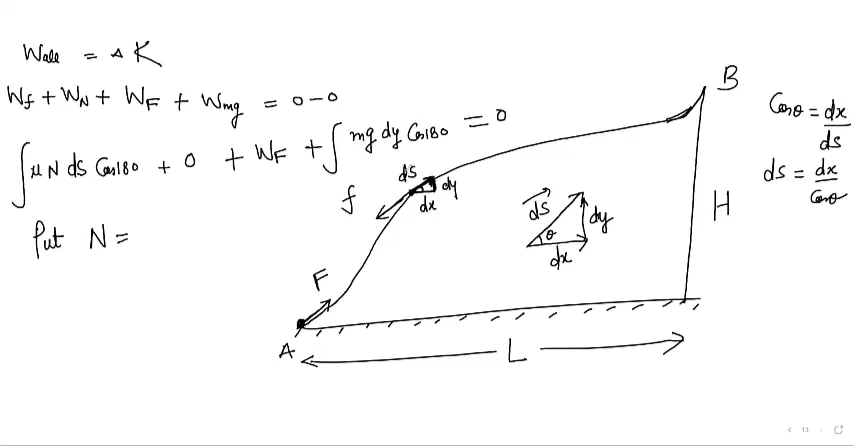 Wall = ΔK
Wf + WN + WF + Wmg = 0 - 0
∫ μ N ds Cos180 + 0 + WF + ∫ mg dy Cos180 = 0
Put N =
ds
dy
dx
f
F
A
L
ds
θ
dy
dx
B
H
Cosθ = dx/ds
ds = dx/Cosθ
13